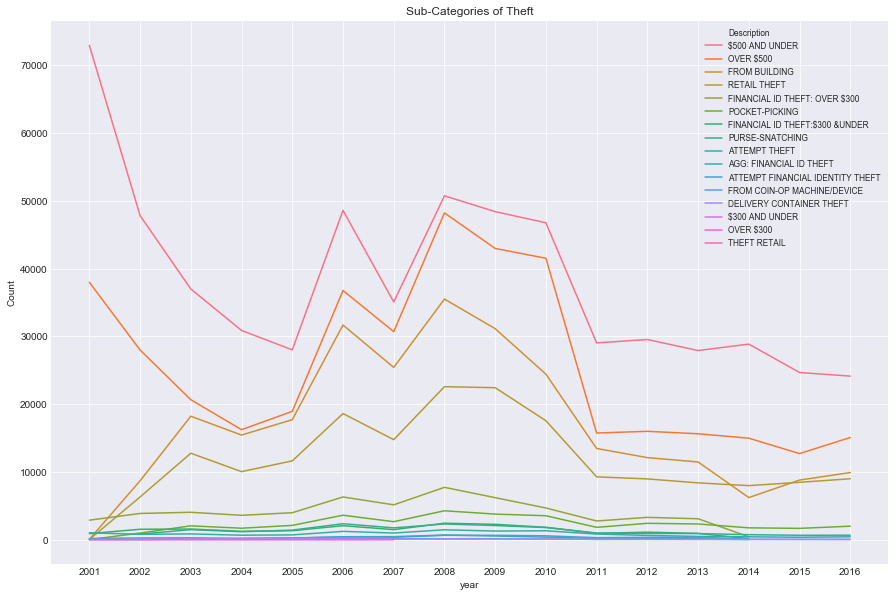 Sub-Categories of Theft
Description
$500 AND UNDER
OVER $500
FROM BUILDING
RETAIL THEFT
FINANCIAL ID THEFT: OVER $300
POCKET-PICKING
FINANCIAL ID THEFT:$300 &UNDER
PURSE-SNATCHING
ATTEMPT THEFT
AGG: FINANCIAL ID THEFT
ATTEMPT FINANCIAL IDENTITY THEFT
FROM COIN-OP MACHINE/DEVICE
DELIVERY CONTAINER THEFT
$300 AND UNDER
OVER $300
THEFT RETAIL
70000
60000
50000
40000
30000
20000
10000
0
Count
2001 2002 2003 2004 2005 2006 2007 2008 2009 2010 2011 2012 2013 2014 2015 2016
year